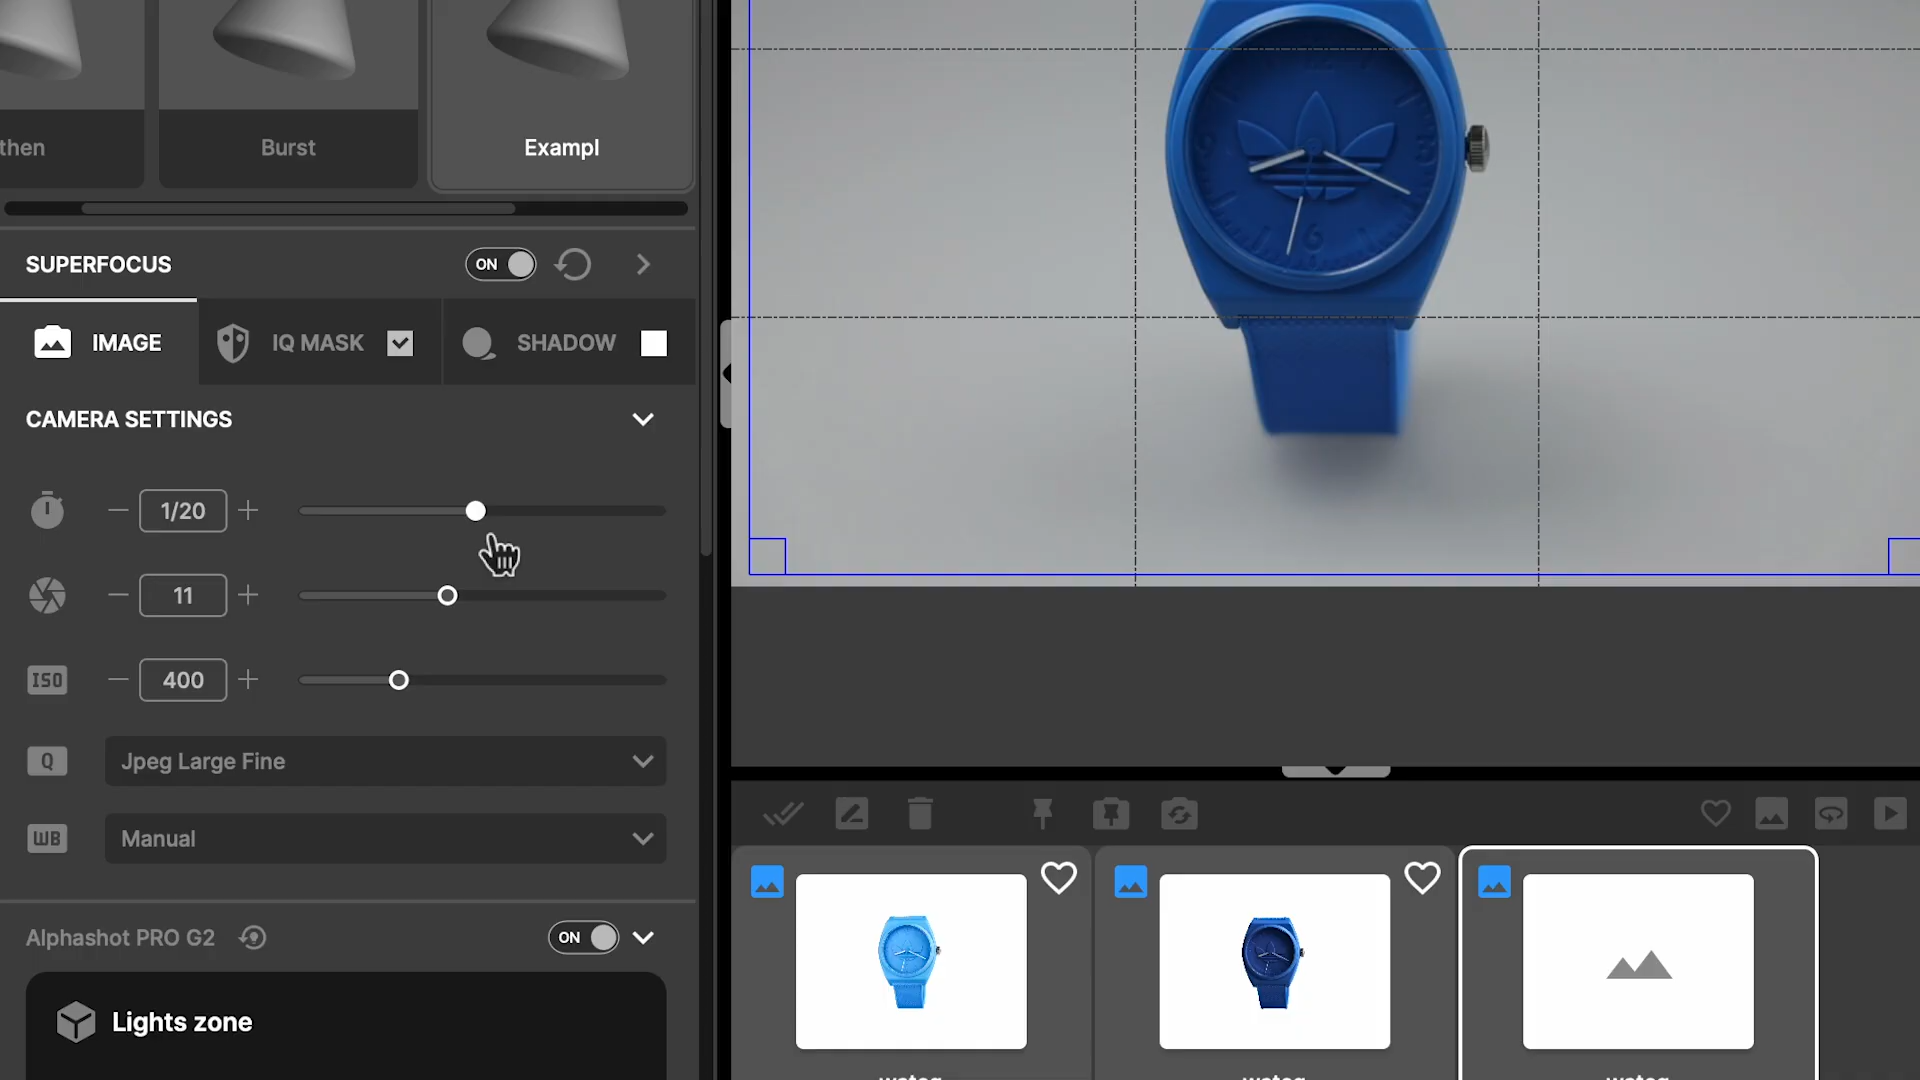 then
Burst
Exampl
SUPERFOCUS
ON
IMAGE
IQ MASK
SHADOW
CAMERA SETTINGS
1/20
11
ISO
400
Q
Jpeg Large Fine
WB
Manual
Alphashot PRO G2
ON
Lights zone
6